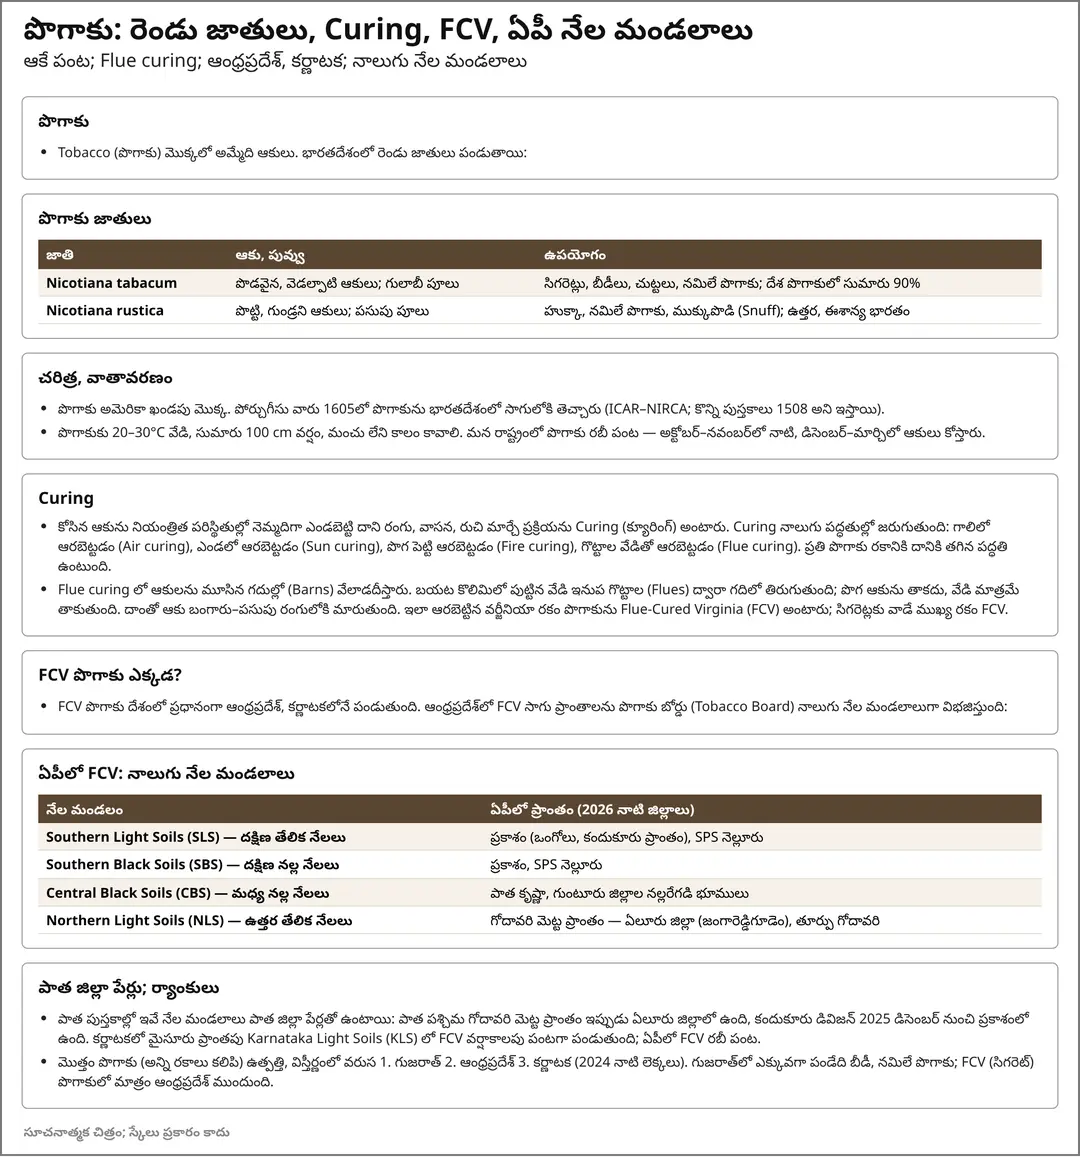 పొగాకు: రెండు జాతులు, Curing, FCV, ఏపీ నేల మండలాలు
ఆకే పంట; Flue curing; ఆంధ్రప్రదేశ్, కర్ణాటక; నాలుగు నేల మండలాలు
పొగాకు
• Tobacco (పొగాకు) మొక్కలో అమ్మేది ఆకులు. భారతదేశంలో రెండు జాతులు పండుతాయి:
పొగాకు జాతులు
జాతి ఆకు, పువ్వు ఉపయోగం
Nicotiana tabacum పొడవైన, వెడల్పాటి ఆకులు; గులాబీ పూలు సిగరెట్లు, బీడీలు, చుట్టలు, నమిలే పొగాకు; దేశ పొగాకులో సుమారు 90%
Nicotiana rustica పొట్టి, గుండ్రని ఆకులు; పసుపు పూలు హుక్కా, నమిలే పొగాకు, ముక్కుపొడి (Snuff); ఉత్తర, ఈశాన్య భారతం
చరిత్ర, వాతావరణం
• పొగాకు అమెరికా ఖండపు మొక్క. పోర్చుగీసు వారు 1605లో పొగాకును భారతదేశంలో సాగులోకి తెచ్చారు (ICAR–NIRCA; కొన్ని పుస్తకాలు 1508 అని ఇస్తాయి).
• పొగాకుకు 20–30°C వేడి, సుమారు 100 cm వర్షం, మంచు లేని కాలం కావాలి. మన రాష్ట్రంలో పొగాకు రబీ పంట — అక్టోబర్–నవంబర్‌లో నాటి, డిసెంబర్–మార్చిలో ఆకులు కోస్తారు.
Curing
• కోసిన ఆకును నియంత్రిత పరిస్థితుల్లో నెమ్మదిగా ఎండబెట్టి దాని రంగు, వాసన, రుచి మార్చే ప్రక్రియను Curing (క్యూరింగ్) అంటారు. Curing నాలుగు పద్ధతుల్లో జరుగుతుంది: గాలిలో
ఆరబెట్టడం (Air curing), ఎండలో ఆరబెట్టడం (Sun curing), పొగ పెట్టి ఆరబెట్టడం (Fire curing), గొట్టాల వేడితో ఆరబెట్టడం (Flue curing). ప్రతి పొగాకు రకానికి దానికి తగిన పద్ధతి
ఉంటుంది.
• Flue curing లో ఆకులను మూసిన గదుల్లో (Barns) వేలాడదీస్తారు. బయట కొలిమిలో పుట్టిన వేడి ఇనుప గొట్టాల (Flues) ద్వారా గదిలో తిరుగుతుంది; పొగ ఆకును తాకదు, వేడి మాత్రమే
తాకుతుంది. దాంతో ఆకు బంగారు–పసుపు రంగులోకి మారుతుంది. ఇలా ఆరబెట్టిన వర్జీనియా రకం పొగాకును Flue-Cured Virginia (FCV) అంటారు; సిగరెట్లకు వాడే ముఖ్య రకం FCV.
FCV పొగాకు ఎక్కడ?
• FCV పొగాకు దేశంలో ప్రధానంగా ఆంధ్రప్రదేశ్, కర్ణాటకలోనే పండుతుంది. ఆంధ్రప్రదేశ్‌లో FCV సాగు ప్రాంతాలను పొగాకు బోర్డు (Tobacco Board) నాలుగు నేల మండలాలుగా విభజిస్తుంది:
ఏపీలో FCV: నాలుగు నేల మండలాలు
నేల మండలం ఏపీలో ప్రాంతం (2026 నాటి జిల్లాలు)
Southern Light Soils (SLS) — దక్షిణ తేలిక నేలలు ప్రకాశం (ఒంగోలు, కందుకూరు ప్రాంతం), SPS నెల్లూరు
Southern Black Soils (SBS) — దక్షిణ నల్ల నేలలు ప్రకాశం, SPS నెల్లూరు
Central Black Soils (CBS) — మధ్య నల్ల నేలలు పాత కృష్ణా, గుంటూరు జిల్లాల నల్లరేగడి భూములు
Northern Light Soils (NLS) — ఉత్తర తేలిక నేలలు గోదావరి మెట్ట ప్రాంతం — ఏలూరు జిల్లా (జంగారెడ్డిగూడెం), తూర్పు గోదావరి
పాత జిల్లా పేర్లు; ర్యాంకులు
• పాత పుస్తకాల్లో ఇవే నేల మండలాలు పాత జిల్లా పేర్లతో ఉంటాయి: పాత పశ్చిమ గోదావరి మెట్ట ప్రాంతం ఇప్పుడు ఏలూరు జిల్లాలో ఉంది, కందుకూరు డివిజన్ 2025 డిసెంబర్ నుంచి ప్రకాశంలో
ఉంది. కర్ణాటకలో మైసూరు ప్రాంతపు Karnataka Light Soils (KLS) లో FCV వర్షాకాలపు పంటగా పండుతుంది; ఏపీలో FCV రబీ పంట.
• మొత్తం పొగాకు (అన్ని రకాలు కలిపి) ఉత్పత్తి, విస్తీర్ణంలో వరుస 1. గుజరాత్ 2. ఆంధ్రప్రదేశ్ 3. కర్ణాటక (2024 నాటి లెక్కలు). గుజరాత్‌లో ఎక్కువగా పండేది బీడీ, నమిలే పొగాకు; FCV (సిగరెట్)
పొగాకులో మాత్రం ఆంధ్రప్రదేశ్ ముందుంది.
సూచనాత్మక చిత్రం; స్కేలు ప్రకారం కాదు